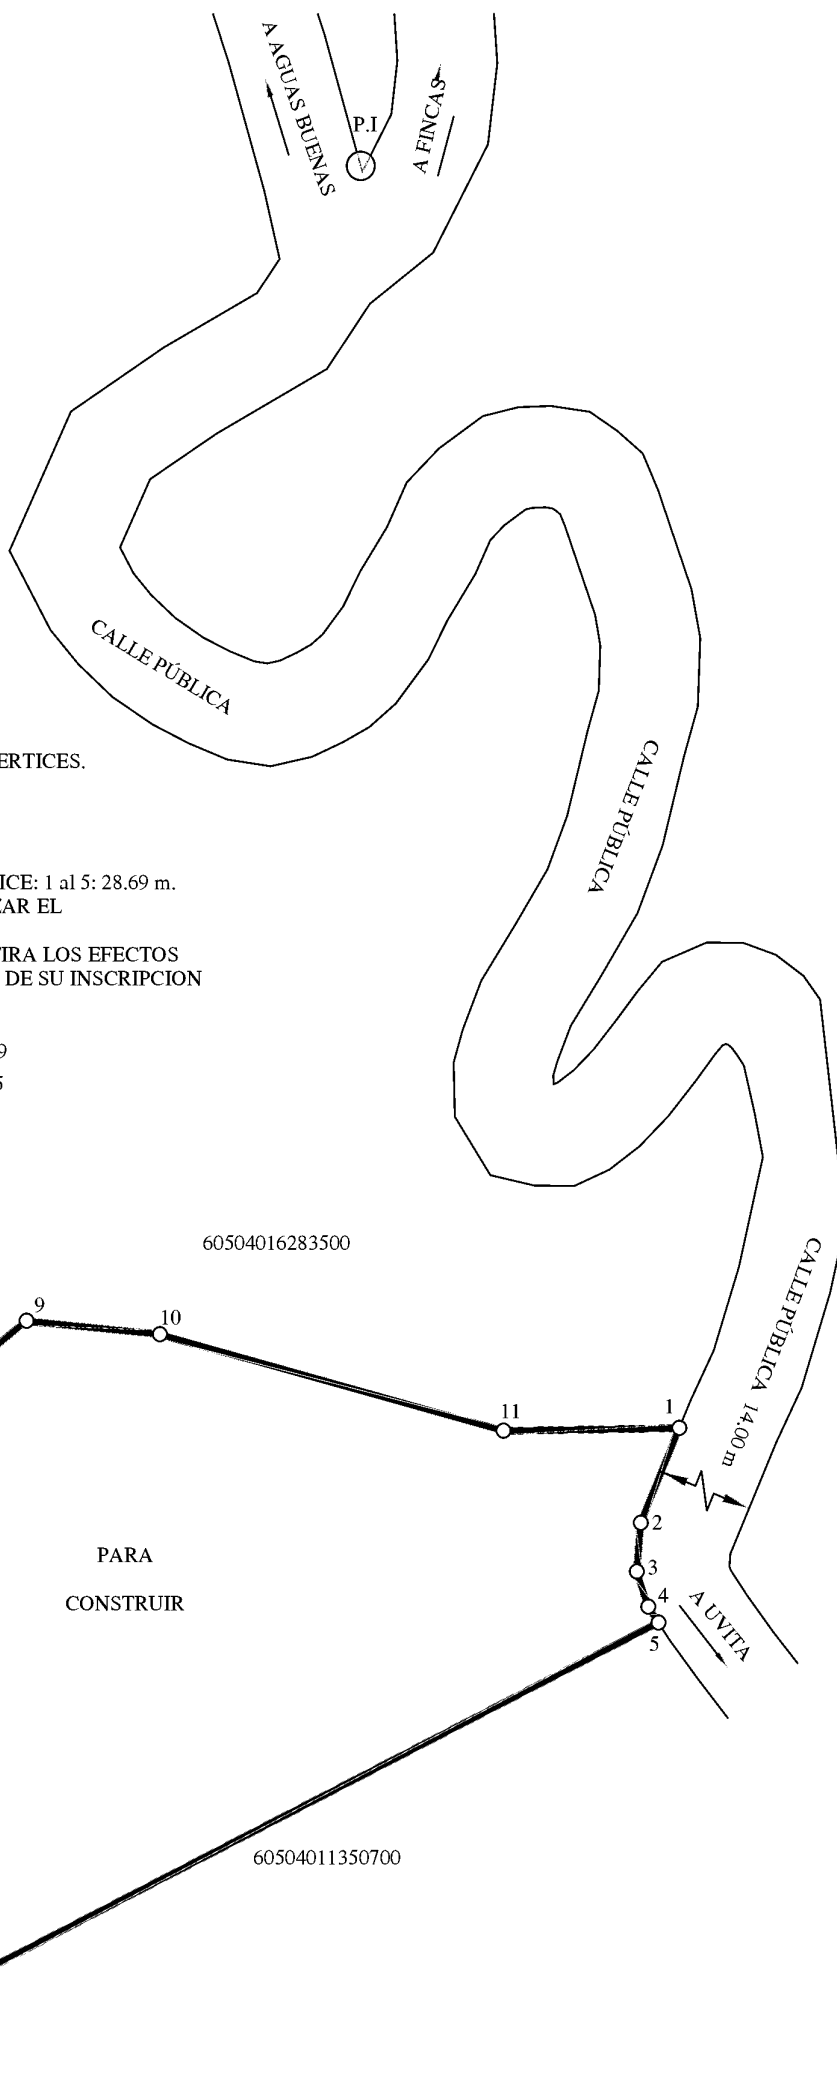 A AGUAS BUENAS
P.I
A FINCAS
CALLE PÚBLICA
ERTICES.
CALLE PÚBLICA
ICE: 1 al 5: 28.69 m.
ZAR EL
TIRA LOS EFECTOS
DE SU INSCRIPCION
9
5
60504016283500
CALLE PÚBLICA 14.00 m
9
10
11
1
2
3
4
5
A UVITA
PARA
CONSTRUIR
60504011350700